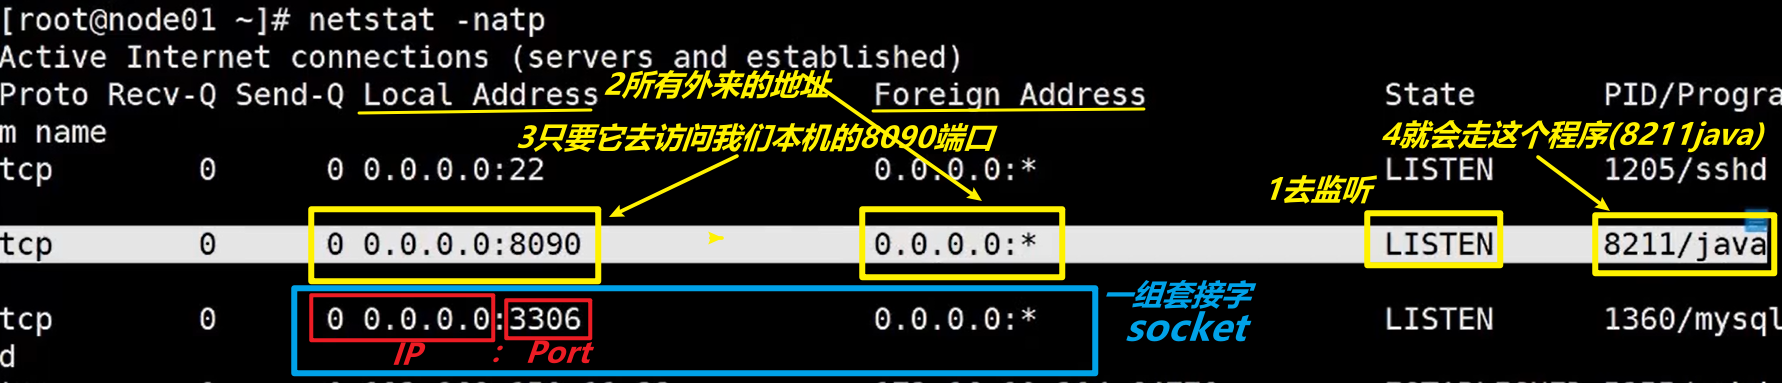 [root@node01 ~]# netstat -natp
Active Internet connections (servers and established)
2所有外来的地址
Proto Recv-Q Send-Q Local Address Foreign Address State PID/Progra
m name
3只要它去访问我们本机的8090端口
4就会走这个程序(8211java)
tcp 0 0 0.0.0.0:22 0.0.0.0:* LISTEN 1205/sshd
1去监听
tcp 0 0 0.0.0.0:8090 0.0.0.0:* LISTEN 8211/java
一组套接字
socket
tcp 0 0 0.0.0.0:3306 0.0.0.0:* LISTEN 1360/mysql
d
IP : Port